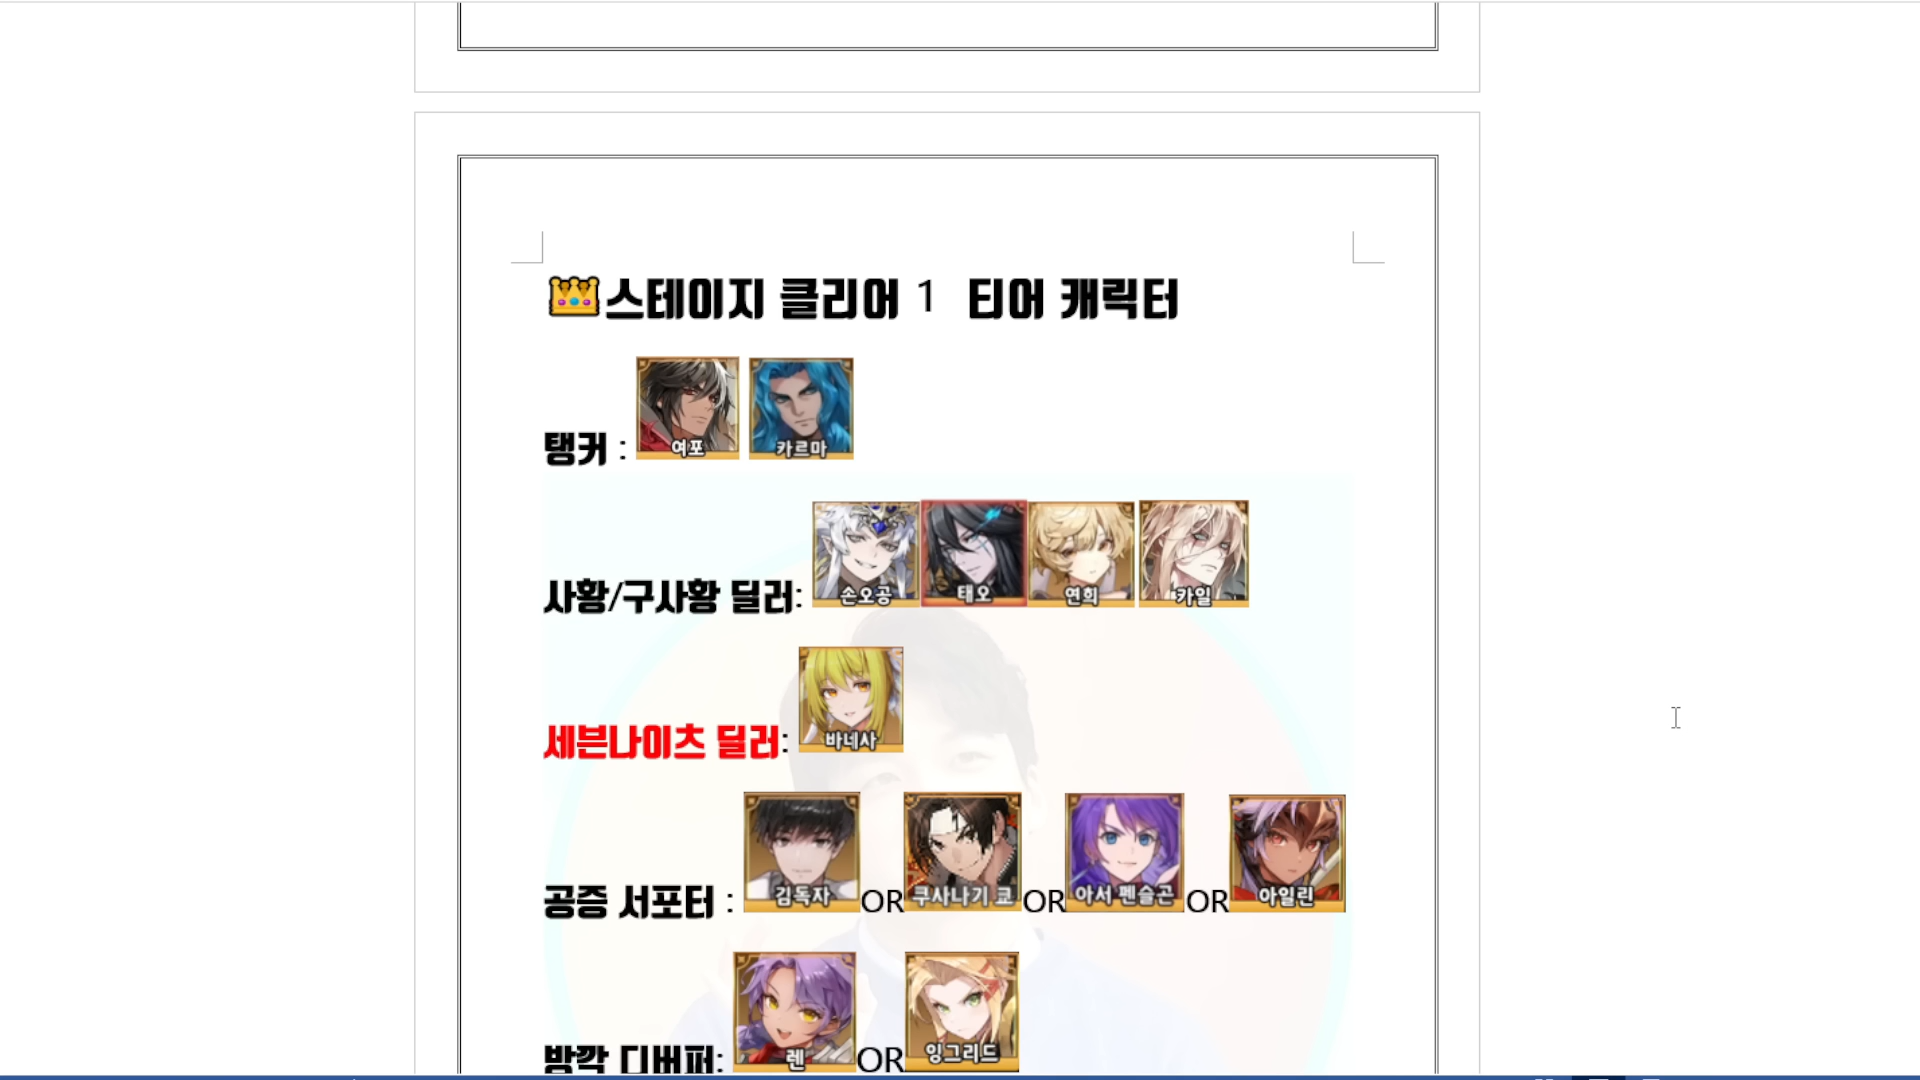 스테이지 클리어 1 티어 캐릭터
탱커 : 여포 카르마
사황/구사황 딜러: 손오공 태오 연희 카일
세븐나이츠 딜러: 바네사
공증 서포터 : 김독자 OR 쿠사나기 쿄 OR 아서 펜슬곤 OR 아일린
방깍 디버퍼: 렌 OR 잉그리드